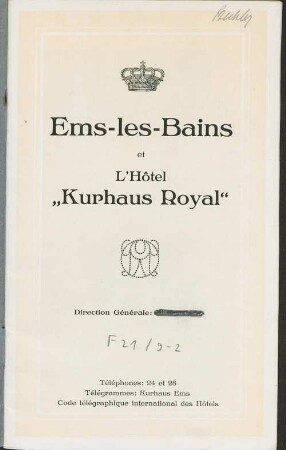 Ems-les-Bains
et
L'Hôtel
„Kurhaus Royal“
Direction Générale:
F 21 / 9-2
Téléphones: 24 et 28
Télégrammes: Kurhaus Ems
Code télégraphique international des Hôtels